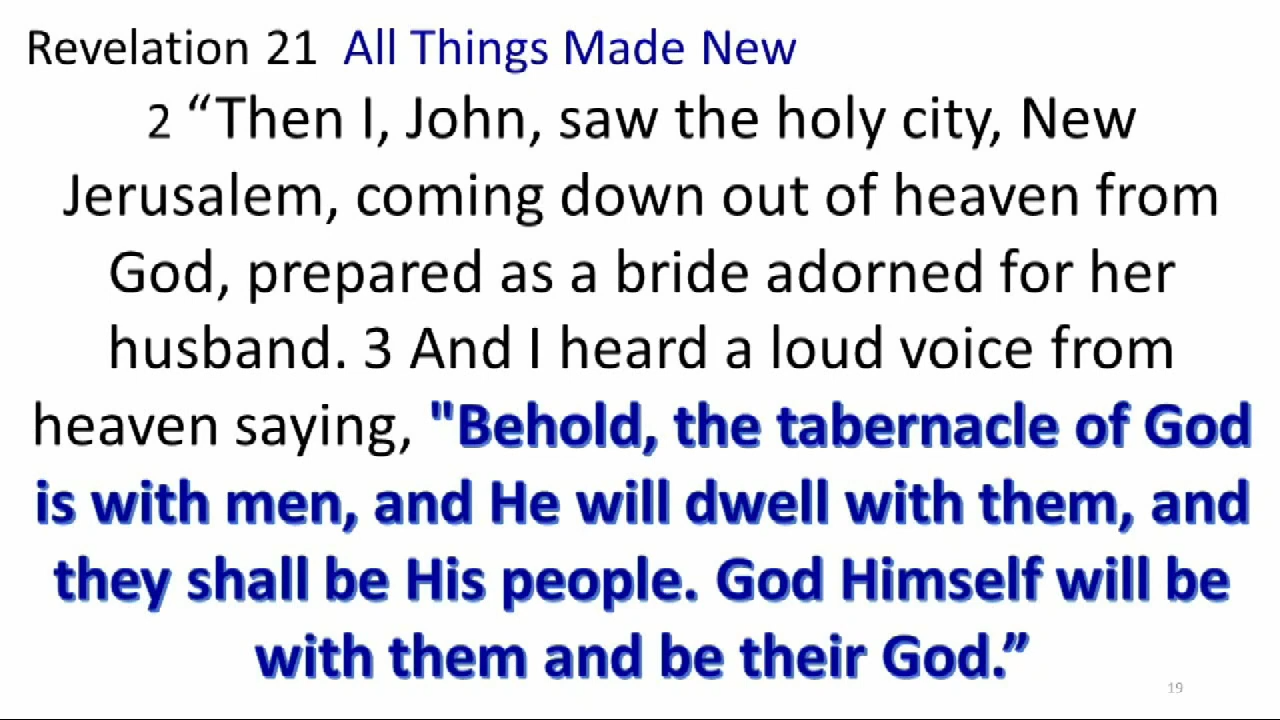 Revelation 21  All Things Made New
2 “Then I, John, saw the holy city, New
Jerusalem, coming down out of heaven from
God, prepared as a bride adorned for her
husband. 3 And I heard a loud voice from
heaven saying, "Behold, the tabernacle of God
is with men, and He will dwell with them, and
they shall be His people. God Himself will be
with them and be their God.”
19